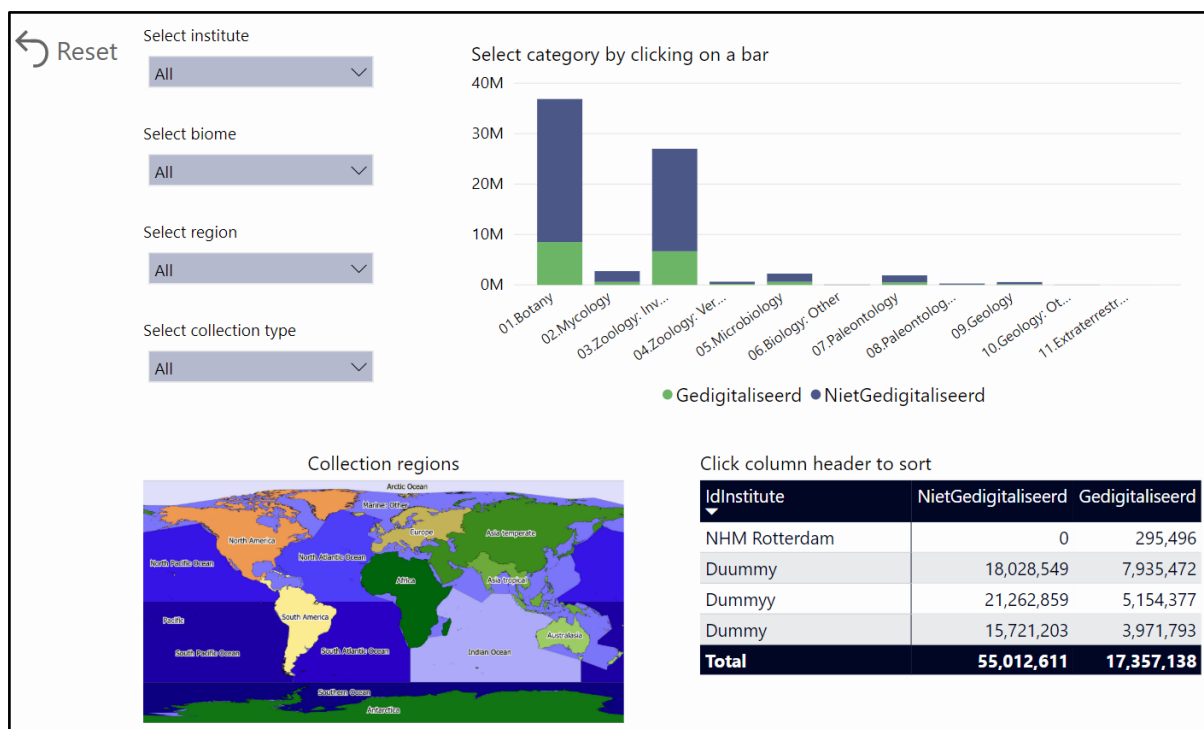 Reset
Select institute
All
Select biome
All
Select region
All
Select collection type
All
Select category by clicking on a bar
40M
30M
20M
10M
0M
01.Botany
02.Mycology
03.Zoology: Inv...
04.Zoology: Ver...
05.Microbiology
06.Biology: Other
07.Paleontology
08.Paleontolog...
09.Geology
10.Geology: Ot...
11.Extraterrestr...
Gedigitaliseerd NietGedigitaliseerd
Collection regions
Arctic Ocean
Marine: Other
Europe
Asia temperate
North America
North Atlantic Ocean
North Pacific Ocean
Africa
Asia tropical
South America
Pacific
Australasia
South Pacific Ocean
South Atlantic Ocean
Indian Ocean
Southern Ocean
Antarctica
Click column header to sort
IdInstitute NietGedigitaliseerd Gedigitaliseerd
NHM Rotterdam 0 295,496
Duummy 18,028,549 7,935,472
Dummyy 21,262,859 5,154,377
Dummy 15,721,203 3,971,793
Total 55,012,611 17,357,138